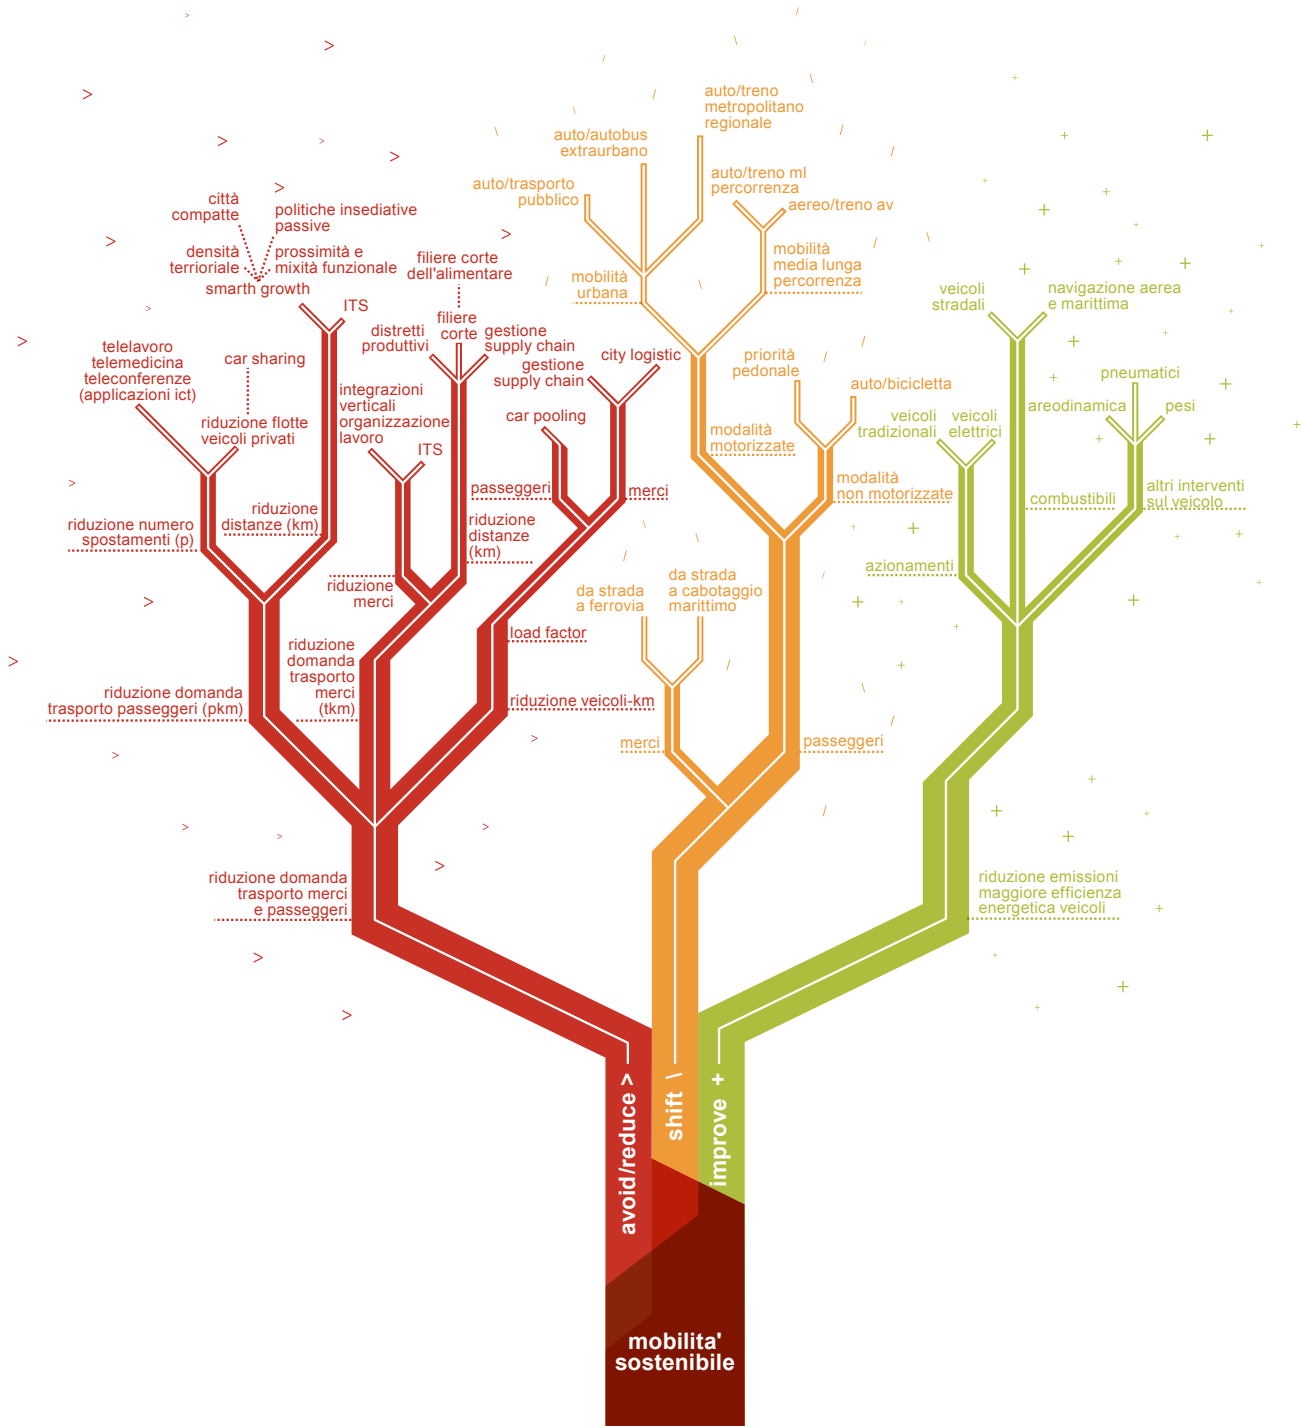 auto/treno
metropolitano
regionale
auto/autobus
extraurbano
auto/trasporto
pubblico
auto/treno ml
percorrenza
aereo/treno av
mobilità
urbana
mobilità
media lunga
percorrenza
città
compatte
politiche insediative
passive
densità
terrioriale
prossimità e
mixità funzionale
smarth growth
ITS
filiere corte
dell'alimentare
filiere
corte
distretti
produttivi
gestione
supply chain
telelavoro
telemedicina
teleconferenze
(applicazioni ict)
car sharing
riduzione flotte
veicoli privati
integrazioni
verticali
organizzazione
lavoro
ITS
gestione
supply chain
city logistic
car pooling
passeggeri
merci
riduzione numero
spostamenti (p)
riduzione
distanze (km)
riduzione
distanze
(km)
riduzione
merci
load factor
riduzione
domanda
trasporto
merci
(tkm)
riduzione domanda
trasporto passeggeri (pkm)
riduzione veicoli-km
riduzione domanda
trasporto merci
e passeggeri
priorità
pedonale
auto/bicicletta
modalità
motorizzate
modalità
non motorizzate
da strada
a ferrovia
da strada
a cabotaggio
marittimo
merci
passeggeri
veicoli
stradali
navigazione aerea
e marittima
pneumatici
areodinamica
pesi
veicoli
tradizionali
veicoli
elettrici
combustibili
altri interventi
sul veicolo
azionamenti
riduzione emissioni
maggiore efficienza
energetica veicoli
avoid/reduce >
shift \
improve +
mobilita'
sostenibile